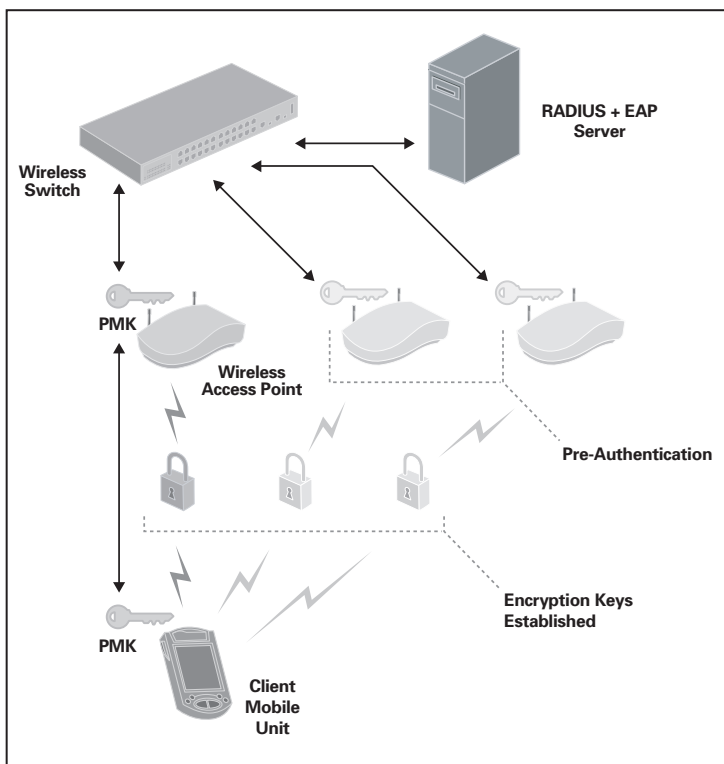 RADIUS + EAP
Server
Wireless
Switch
PMK
Wireless
Access Point
Pre-Authentication
Encryption Keys
Established
PMK
Client
Mobile
Unit